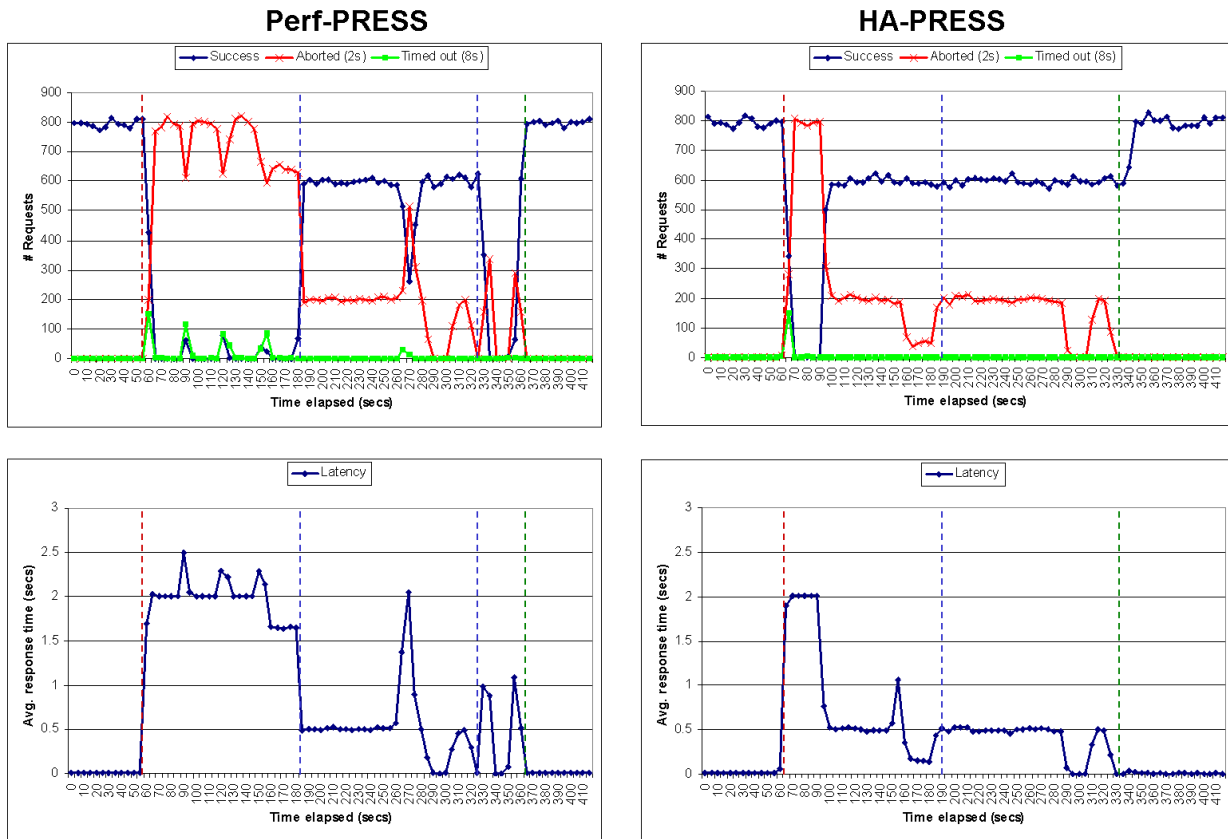 Perf-PRESS
HA-PRESS
Success Aborted (2s) Timed out (8s)
900
800
700
600
500
400
300
200
100
0
# Requests
0 10 20 30 40 50 60 70 80 90 100 110 120 130 140 150 160 170 180 190 200 210 220 230 240 250 260 270 280 290 300 310 320 330 340 350 360 370 380 390 400 410
Time elapsed (secs)
Success Aborted (2s) Timed out (8s)
900
800
700
600
500
400
300
200
100
0
# Requests
0 10 20 30 40 50 60 70 80 90 100 110 120 130 140 150 160 170 180 190 200 210 220 230 240 250 260 270 280 290 300 310 320 330 340 350 360 370 380 390 400 410
Time elapsed (secs)
Latency
3
2.5
2
1.5
1
0.5
0
Avg. response time (secs)
0 10 20 30 40 50 60 70 80 90 100 110 120 130 140 150 160 170 180 190 200 210 220 230 240 250 260 270 280 290 300 310 320 330 340 350 360 370 380 390 400 410
Time elapsed (secs)
Latency
3
2.5
2
1.5
1
0.5
0
Avg. response time (secs)
0 10 20 30 40 50 60 70 80 90 100 110 120 130 140 150 160 170 180 190 200 210 220 230 240 250 260 270 280 290 300 310 320 330 340 350 360 370 380 390 400 410
Time elapsed (secs)